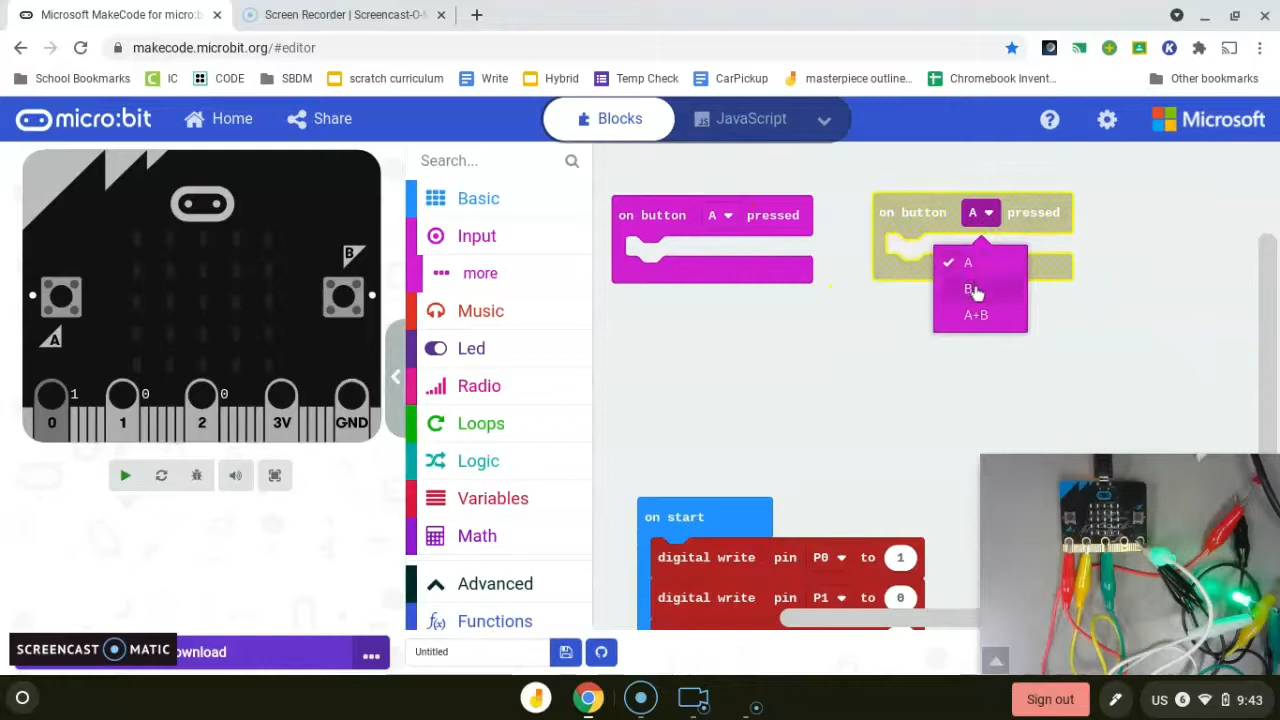 Microsoft MakeCode for micro:b
Screen Recorder | Screencast-O-M
makecode.microbit.org/#editor
School Bookmarks
IC
CODE
SBDM
scratch curriculum
Write
Hybrid
Temp Check
CarPickup
masterpiece outline...
Chromebook Invent...
Other bookmarks
micro:bit
Home
Share
Blocks
JavaScript
Microsoft
Search...
Basic
Input
more
Music
Led
Radio
Loops
Logic
Variables
Math
Advanced
Functions
B
A
1
0
0
0
1
2
3V
GND
on button A pressed
on button A pressed
A
B
A+B
on start
digital write pin P0 to 1
digital write pin P1 to 0
SCREENCAST MATIC
ownload
Untitled
Sign out
US
6
9:43